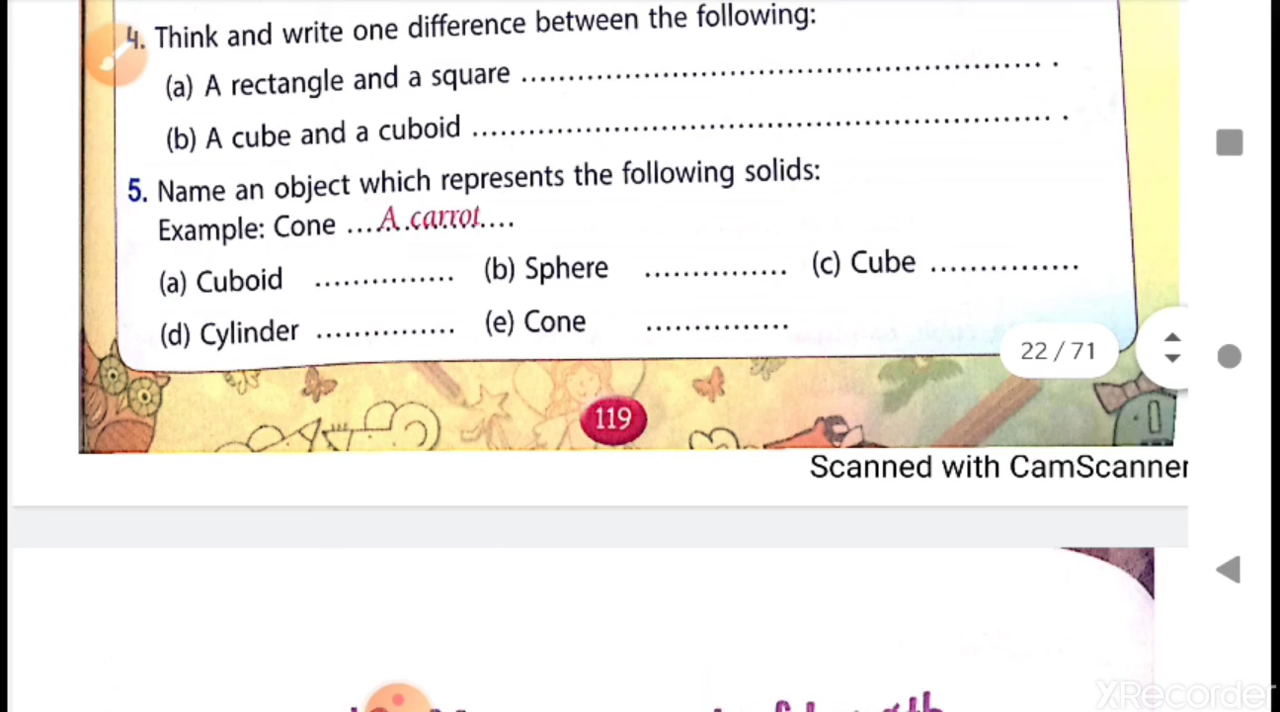 4. Think and write one difference between the following:
(a) A rectangle and a square .................................................... .
(b) A cube and a cuboid .......................................................... .
5. Name an object which represents the following solids:
Example: Cone ....A carrot....
(a) Cuboid .............. (b) Sphere .............. (c) Cube ...............
(d) Cylinder .............. (e) Cone ..............
22 / 71
119
Scanned with CamScanner
XRecorder